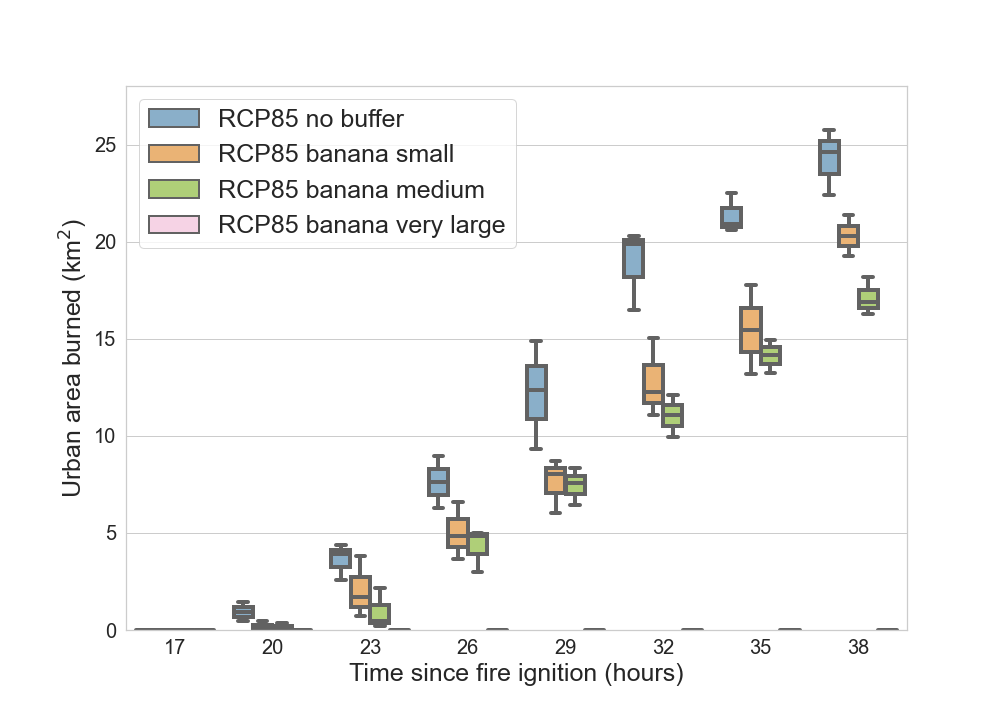 RCP85 no buffer
RCP85 banana small
RCP85 banana medium
RCP85 banana very large
Urban area burned (km²)
25
20
15
10
5
0
17 20 23 26 29 32 35 38
Time since fire ignition (hours)